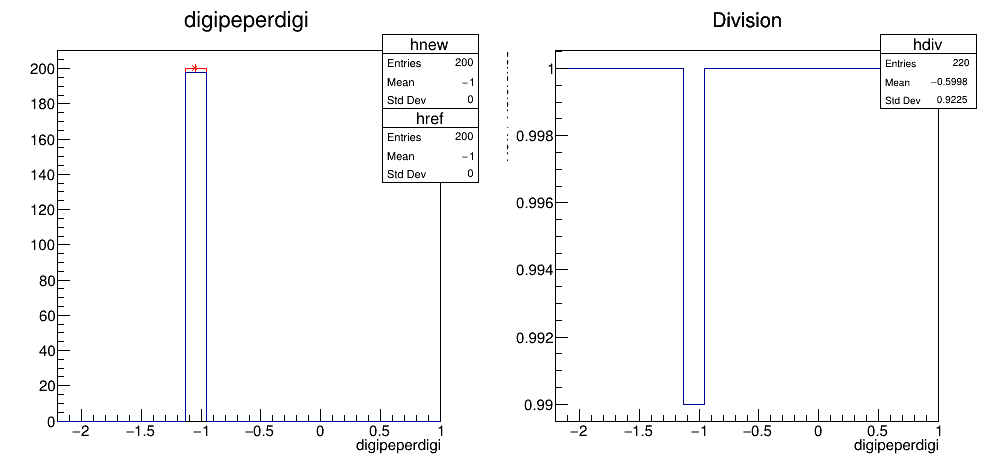 digipeperdigi
hnew
Entries 200
Mean −1
Std Dev 0
href
Entries 200
Mean −1
Std Dev 0
200
180
160
140
120
100
80
60
40
20
0
−2 −1.5 −1 −0.5 0 0.5 1
digipeperdigi
Division
hdiv
Entries 220
Mean −0.5998
Std Dev 0.9225
1
0.998
0.996
0.994
0.992
0.99
−2 −1.5 −1 −0.5 0 0.5 1
digipeperdigi